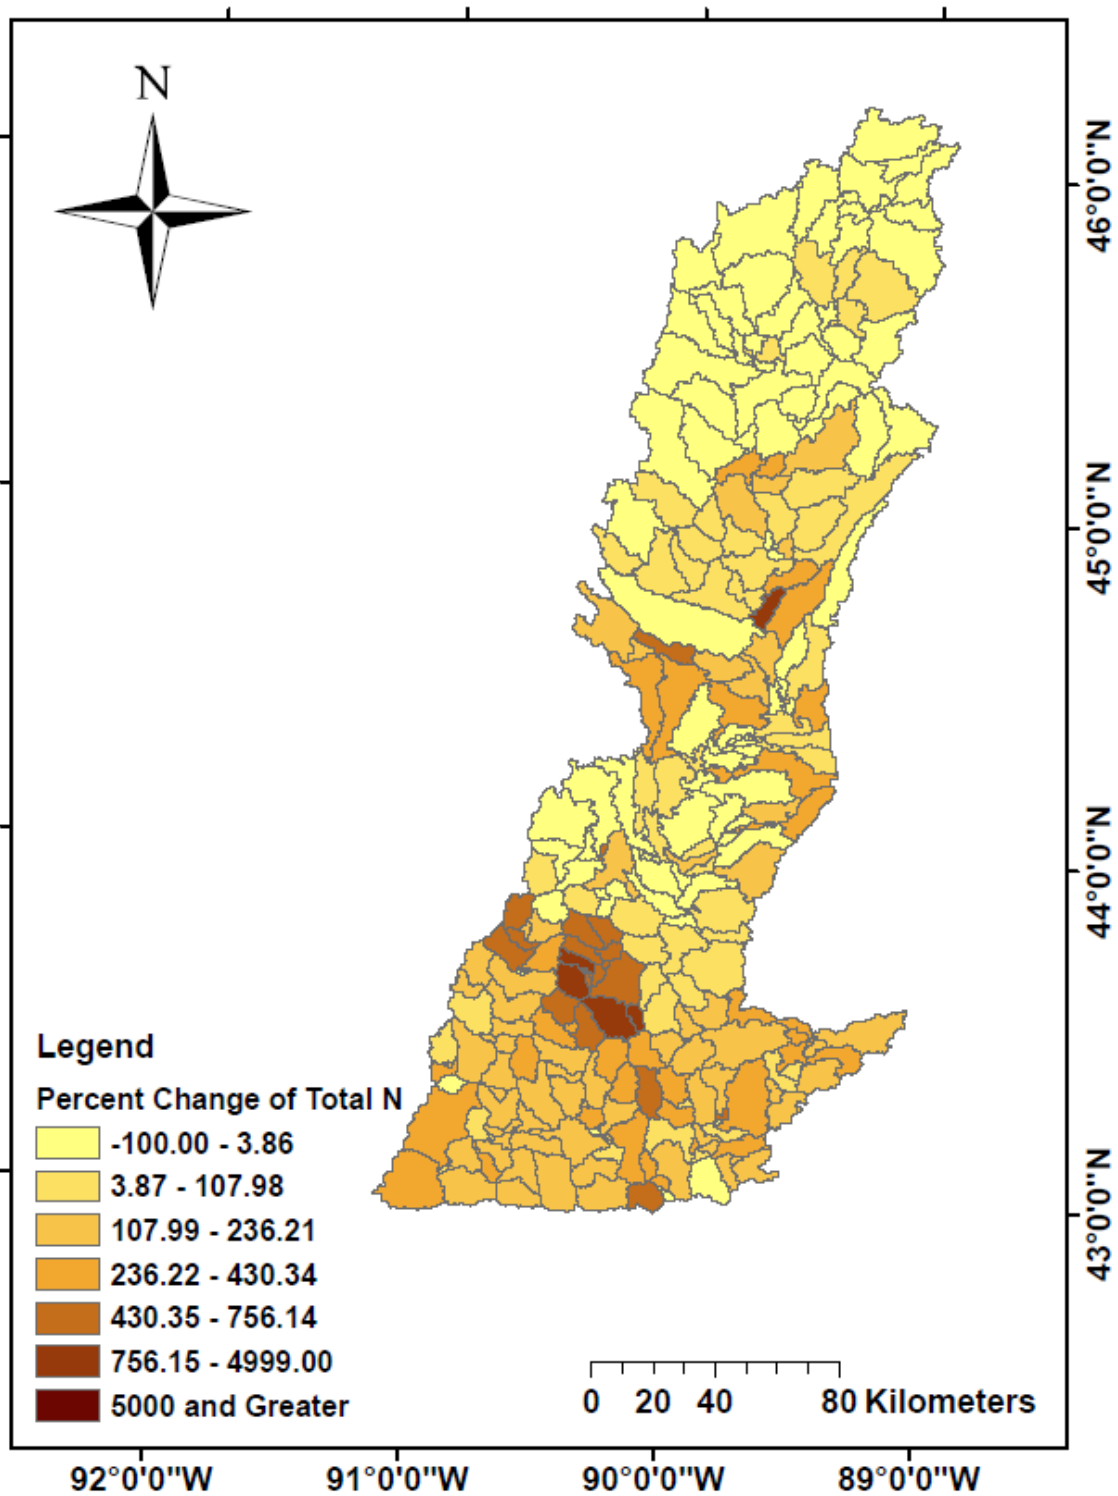 N
46°0'0"N
45°0'0"N
44°0'0"N
43°0'0"N
Legend
Percent Change of Total N
-100.00 - 3.86
3.87 - 107.98
107.99 - 236.21
236.22 - 430.34
430.35 - 756.14
756.15 - 4999.00
5000 and Greater
0 20 40 80 Kilometers
92°0'0"W 91°0'0"W 90°0'0"W 89°0'0"W